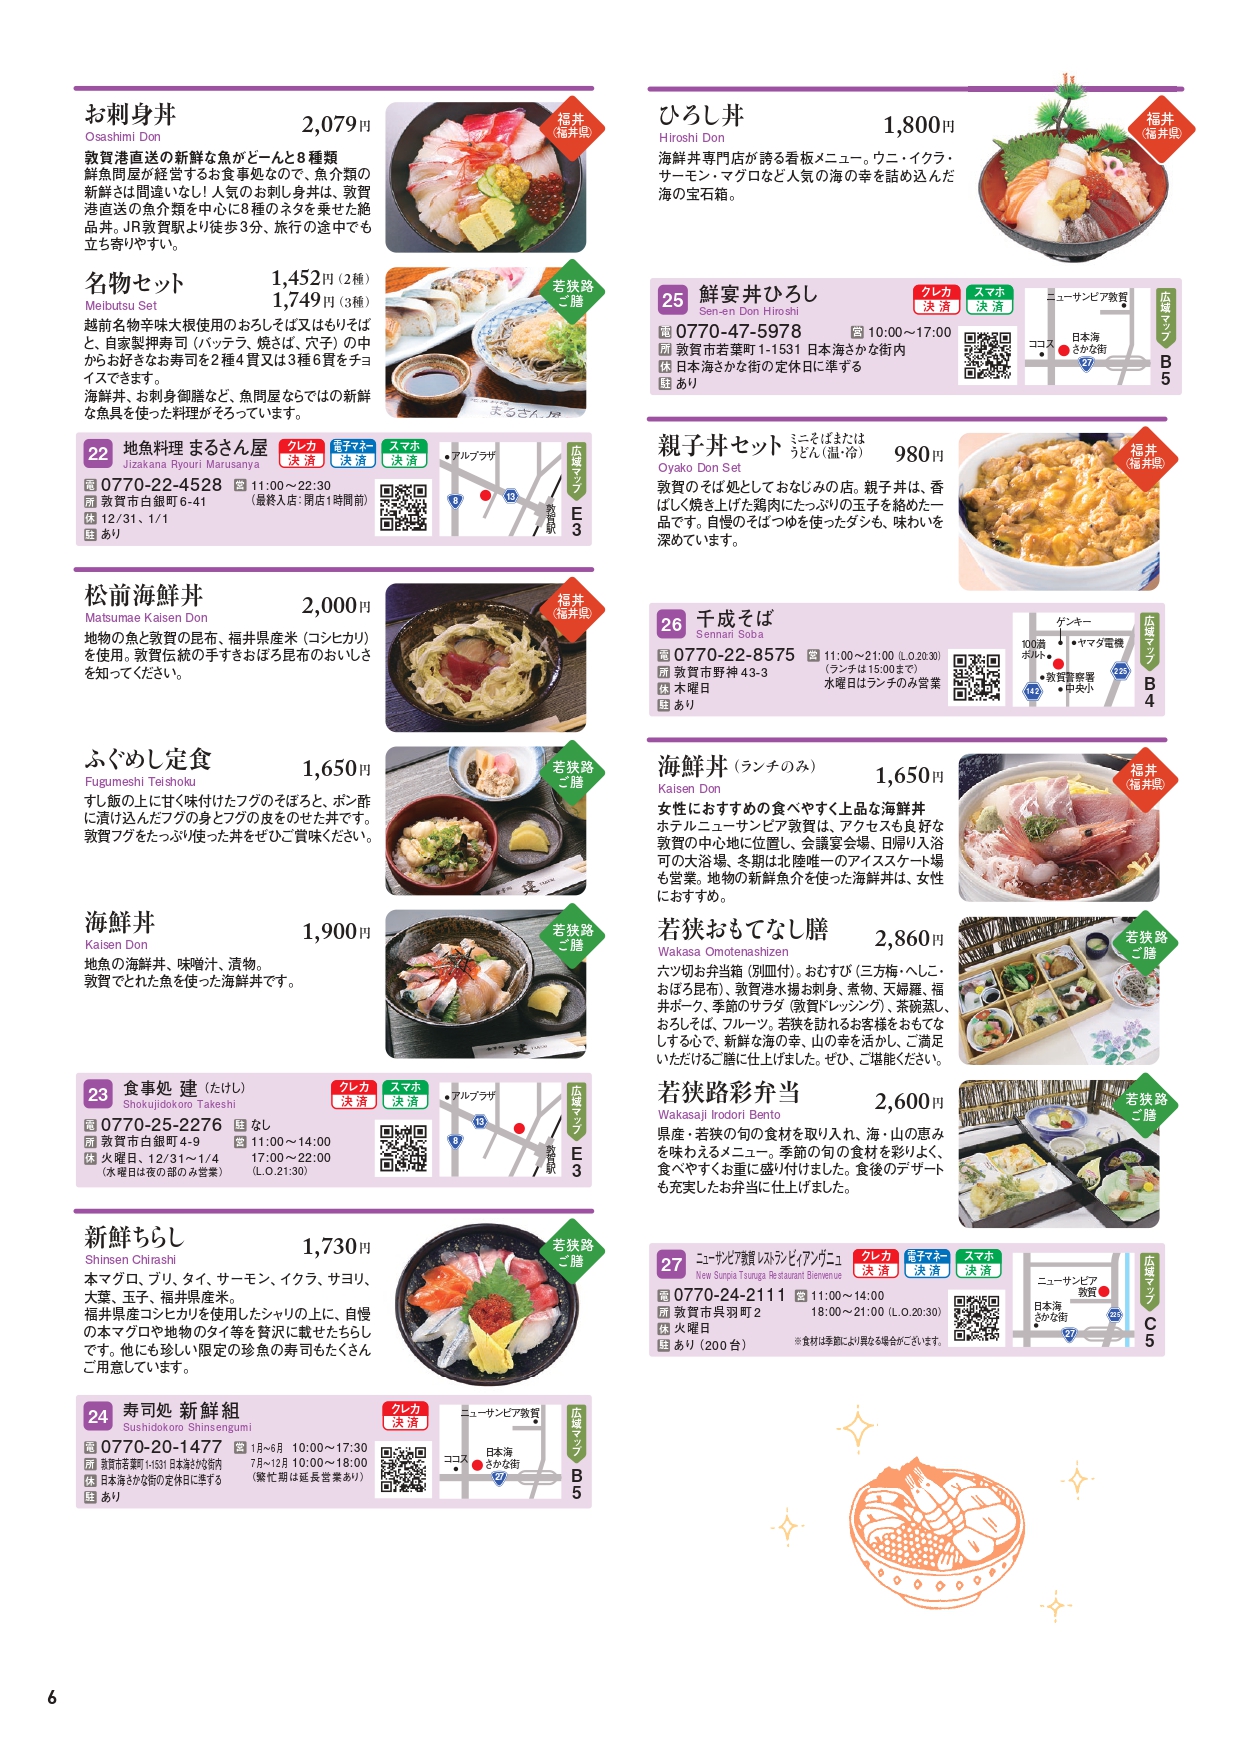 お刺身丼
Osashimi Don
2,079円
福丼
(福井県)
敦賀港直送の新鮮な魚がどーんと8種類
鮮魚問屋が経営するお食事処なので、魚介類の
新鮮さは間違いなし！人気のお刺し身丼は、敦賀
港直送の魚介類を中心に8種のネタを乗せた絶
品丼。JR敦賀駅より徒歩3分、旅行の途中でも
立ち寄りやすい。
名物セット
Meibutsu Set
1,452円（2種）
1,749円（3種）
若狭路
ご膳
越前名物辛味大根使用のおろしそば又はもりそば
と、自家製押寿司（バッテラ、焼さば、穴子）の中
からお好きなお寿司を2種4貫又は3種6貫をチョ
イスできます。
海鮮丼、お刺身御膳など、魚問屋ならではの新鮮
な魚具を使った料理がそろっています。
まるさん屋
22 地魚料理 まるさん屋
Jizakana Ryouri Marusanya
クレカ決済 電子マネー決済 スマホ決済
電 0770-22-4528 営 11:00〜22:30
所 敦賀市白銀町6-41 （最終入店：閉店1時間前）
休 12/31、1/1
駐 あり
アルプラザ
8
13
敦賀駅
広域マップ
E3
松前海鮮丼
Matsumae Kaisen Don
2,000円
福丼
(福井県)
地物の魚と敦賀の昆布、福井県産米（コシヒカリ）
を使用。敦賀伝統の手すきおぼろ昆布のおいしさ
を知ってください。
ふぐめし定食
Fugumeshi Teishoku
1,650円
若狭路
ご膳
すし飯の上に甘く味付けたフグのそぼろと、ポン酢
に漬け込んだフグの身とフグの皮をのせた丼です。
敦賀フグをたっぷり使った丼をぜひご賞味ください。
建
海鮮丼
Kaisen Don
1,900円
若狭路
ご膳
地魚の海鮮丼、味噌汁、漬物。
敦賀でとれた魚を使った海鮮丼です。
建
23 食事処 建（たけし）
Shokujidokoro Takeshi
クレカ決済 スマホ決済
電 0770-25-2276 駐 なし
所 敦賀市白銀町4-9 営 11:00〜14:00
休 火曜日、12/31〜1/4 17:00〜22:00
（水曜日は夜の部のみ営業） （L.O.21:30）
アルプラザ
13
8
敦賀駅
広域マップ
E3
新鮮ちらし
Shinsen Chirashi
1,730円
若狭路
ご膳
本マグロ、ブリ、タイ、サーモン、イクラ、サヨリ、
大葉、玉子、福井県産米。
福井県産コシヒカリを使用したシャリの上に、自慢
の本マグロや地物のタイ等を贅沢に載せたちらし
です。他にも珍しい限定の珍魚の寿司もたくさん
ご用意しています。
24 寿司処 新鮮組
Sushidokoro Shinsengumi
クレカ決済
電 0770-20-1477 営 1月〜6月 10:00〜17:30
所 敦賀市若葉町1-1531 日本海さかな街内 7月〜12月 10:00〜18:00
休 日本海さかな街の定休日に準ずる （繁忙期は延長営業あり）
駐 あり
ニューサンピア敦賀
ココス
日本海
さかな街
27
広域マップ
B5
ひろし丼
Hiroshi Don
1,800円
福丼
(福井県)
海鮮丼専門店が誇る看板メニュー。ウニ・イクラ・
サーモン・マグロなど人気の海の幸を詰め込んだ
海の宝石箱。
25 鮮宴丼ひろし
Sen-en Don Hiroshi
クレカ決済 スマホ決済
電 0770-47-5978 営 10:00〜17:00
所 敦賀市若葉町1-1531 日本海さかな街内
休 日本海さかな街の定休日に準ずる
駐 あり
ニューサンピア敦賀
ココス
日本海
さかな街
27
広域マップ
B5
親子丼セット ミニそばまたは
うどん（温・冷）
Oyako Don Set
980円
福丼
(福井県)
敦賀のそば処としておなじみの店。親子丼は、香
ばしく焼き上げた鶏肉にたっぷりの玉子を絡めた一
品です。自慢のそばつゆを使ったダシも、味わいを
深めています。
26 千成そば
Sennari Soba
電 0770-22-8575 営 11:00〜21:00（L.O.20:30）
所 敦賀市野神43-3 （ランチは15:00まで）
休 木曜日 水曜日はランチのみ営業
駐 あり
ゲンキー
100満
ボルト
ヤマダ電機
敦賀警察署
中央小
225
142
広域マップ
B4
海鮮丼（ランチのみ）
Kaisen Don
1,650円
福丼
(福井県)
女性におすすめの食べやすく上品な海鮮丼
ホテルニューサンピア敦賀は、アクセスも良好な
敦賀の中心地に位置し、会議宴会場、日帰り入浴
可の大浴場、冬期は北陸唯一のアイススケート場
も営業。地物の新鮮魚介を使った海鮮丼は、女性
におすすめ。
若狭おもてなし膳
Wakasa Omotenashizen
2,860円
若狭路
ご膳
六ツ切お弁当箱（別皿付）。おむすび（三方梅・へしこ・
おぼろ昆布）、敦賀港水揚お刺身、煮物、天婦羅、福
井ポーク、季節のサラダ（敦賀ドレッシング）、茶碗蒸し、
おろしそば、フルーツ。若狭を訪れるお客様をおもてな
しする心で、新鮮な海の幸、山の幸を活かし、ご満足
いただけるご膳に仕上げました。ぜひ、ご堪能ください。
若狭路彩弁当
Wakasaji Irodori Bento
2,600円
若狭路
ご膳
県産・若狭の旬の食材を取り入れ、海・山の恵み
を味わえるメニュー。季節の旬の食材を彩りよく、
食べやすくお重に盛り付けました。食後のデザート
も充実したお弁当に仕上げました。
27 ニューサンピア敦賀 レストラン ビィアンヴニュ
New Sunpia Tsuruga Restaurant Bienvenue
クレカ決済 電子マネー決済 スマホ決済
電 0770-24-2111 営 11:00〜14:00
所 敦賀市呉羽町2 18:00〜21:00（L.O.20:30）
休 火曜日
駐 あり（200台） ※食材は季節により異なる場合がございます。
ニューサンピア
敦賀
日本海
さかな街
225
27
広域マップ
C5
6